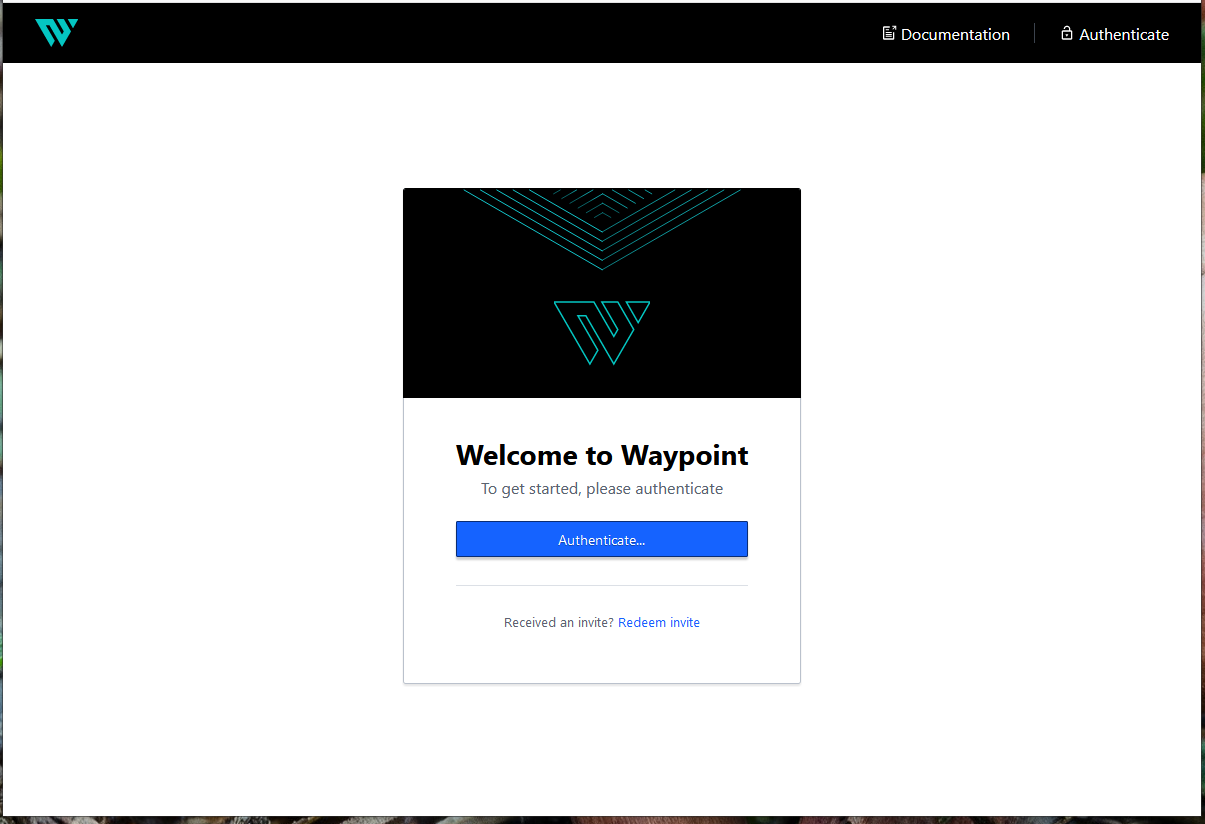 Documentation
Authenticate
Welcome to Waypoint
To get started, please authenticate
Authenticate...
Received an invite? Redeem invite